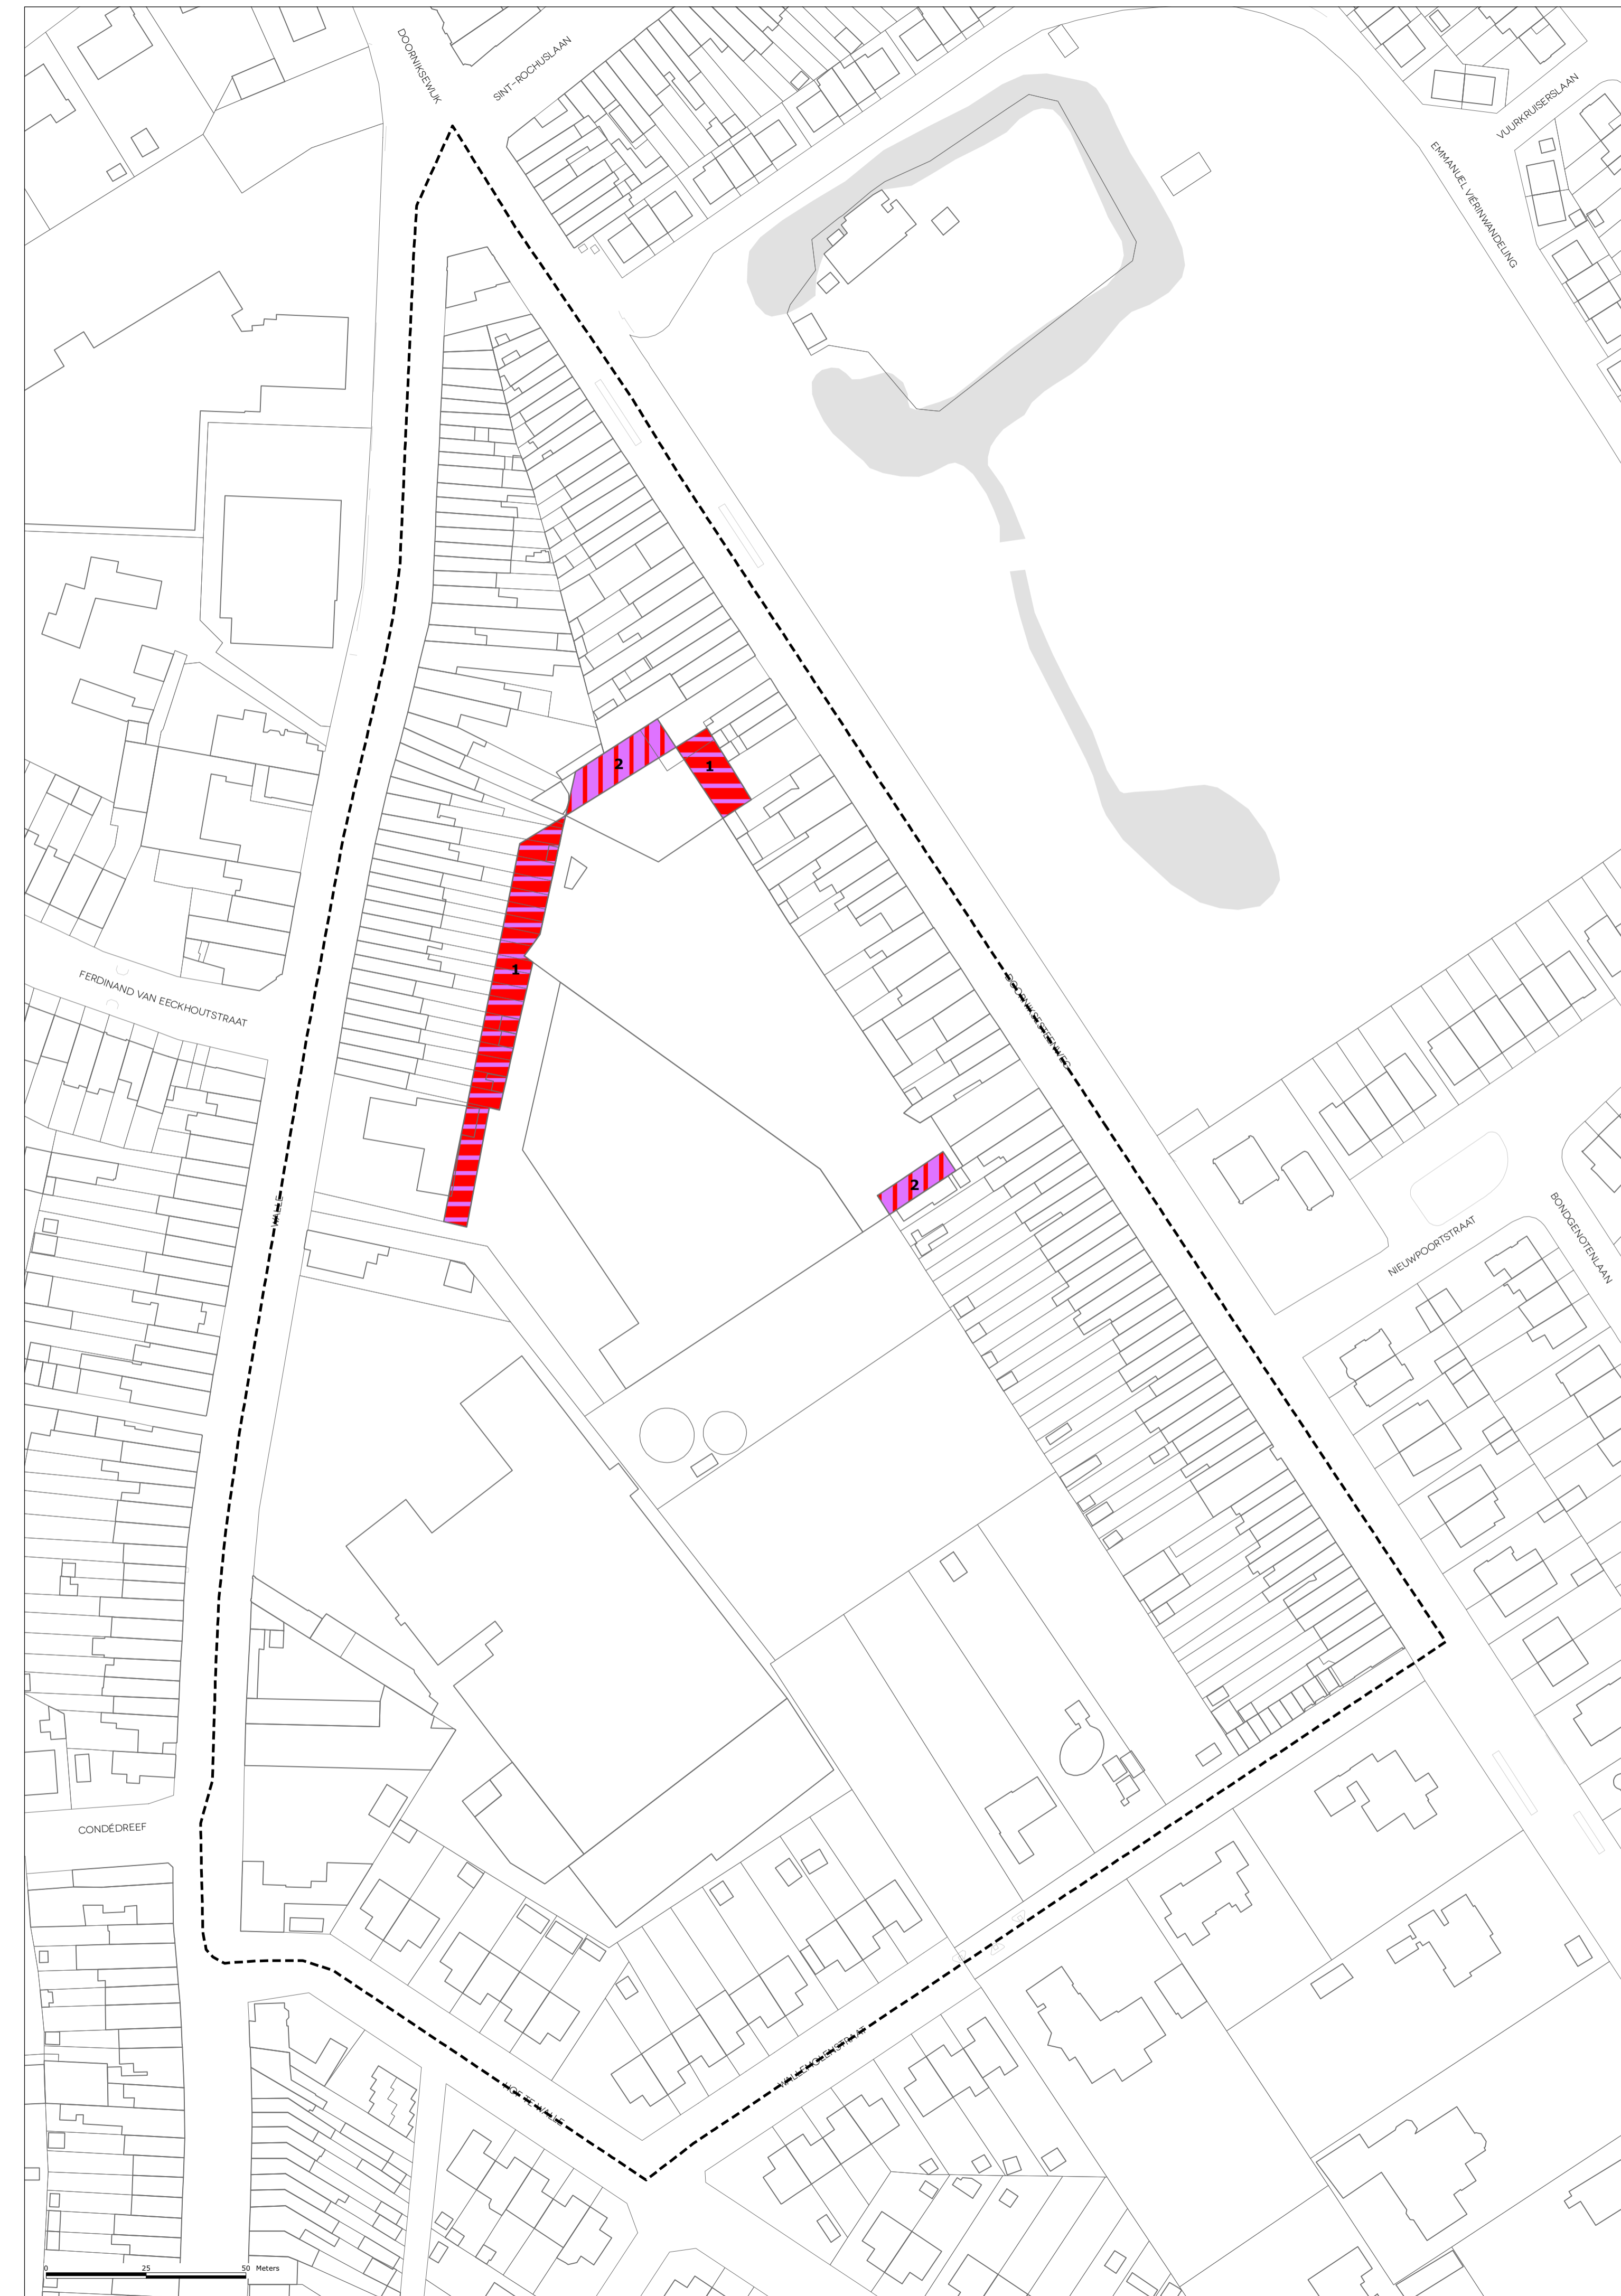 DOORNIKSEWIJK
SINT-ROCHUSLAAN
VUURKRUISERSLAAN
EMMANUEL VIÉRINWANDELING
2
1
1
FERDINAND VAN EECKHOUTSTRAAT
2
NIEUWPOORTSTRAAT
BONDGENOTENLAAN
CONDÉDREEF
0 25 50 Meters